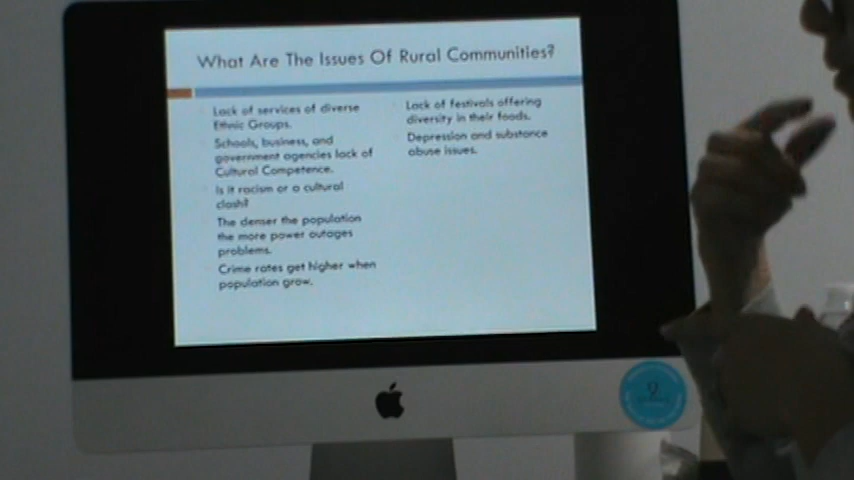 What Are The Issues Of Rural Communities?
Lack of services of diverse
Ethnic Groups.
Schools, business, and
government agencies lack of
Cultural Competence.
Is it racism or a cultural
clash?
The denser the population
the more power outages
problems.
Crime rates get higher when
population grow.
Lack of festivals offering
diversity in their foods.
Depression and substance
abuse issues.
9